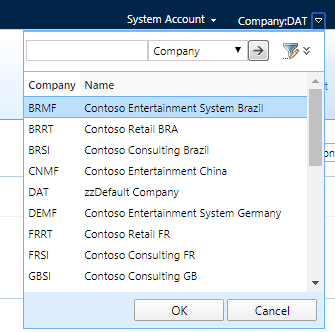 System Account Company:DAT
Company
Company Name
BRMF Contoso Entertainment System Brazil
BRRT Contoso Retail BRA
BRSI Contoso Consulting Brazil
CNMF Contoso Entertainment China
DAT zzDefault Company
DEMF Contoso Entertainment System Germany
FRRT Contoso Retail FR
FRSI Contoso Consulting FR
GBSI Contoso Consulting GB
OK Cancel